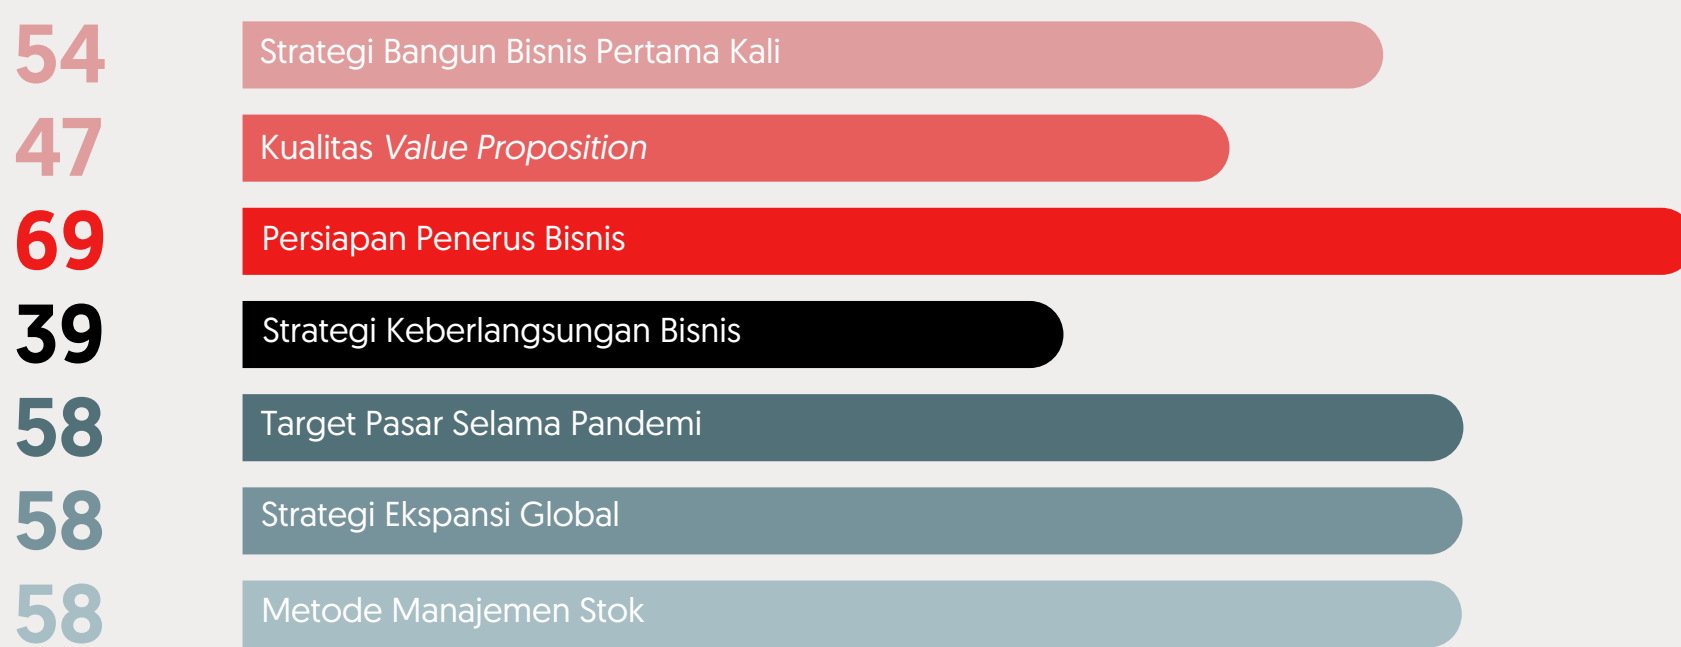 54 Strategi Bangun Bisnis Pertama Kali
47 Kualitas Value Proposition
69 Persiapan Penerus Bisnis
39 Strategi Keberlangsungan Bisnis
58 Target Pasar Selama Pandemi
58 Strategi Ekspansi Global
58 Metode Manajemen Stok